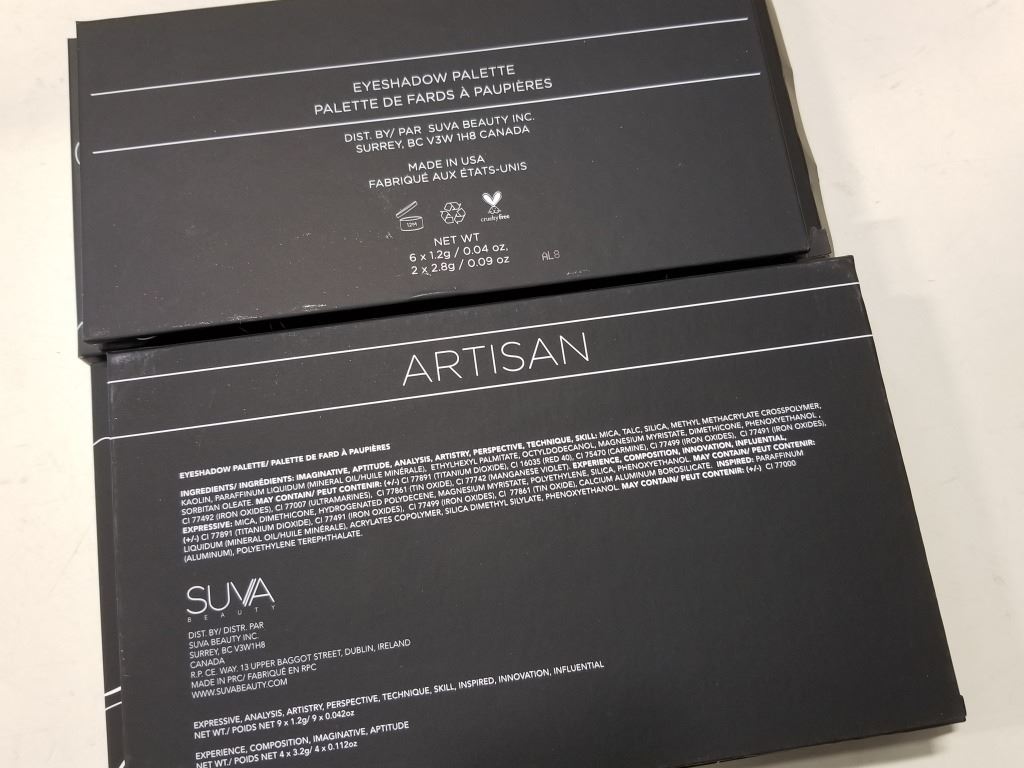 EYESHADOW PALETTE
PALETTE DE FARDS À PAUPIÈRES
DIST. BY/ PAR SUVA BEAUTY INC.
SURREY, BC V3W 1H8 CANADA
MADE IN USA
FABRIQUÉ AUX ÉTATS-UNIS
12M
crueltyfree
NET WT
6 x 1.2g / 0.04 oz,
2 x 2.8g / 0.09 oz
AL8
ARTISAN
EYESHADOW PALETTE/ PALETTE DE FARD À PAUPIÈRES
INGREDIENTS/ INGRÉDIENTS: IMAGINATIVE, APTITUDE, ANALYSIS, ARTISTRY, PERSPECTIVE, TECHNIQUE, SKILL: MICA, TALC, SILICA, METHYL METHACRYLATE CROSSPOLYMER,
KAOLIN, PARAFFINUM LIQUIDUM (MINERAL OIL/HUILE MINÉRALE), ETHYLHEXYL PALMITATE, OCTYLDODECANOL, MAGNESIUM MYRISTATE, DIMETHICONE, PHENOXYETHANOL ,
SORBITAN OLEATE. MAY CONTAIN/ PEUT CONTENIR: (+/-) CI 77891 (TITANIUM DIOXIDE), CI 16035 (RED 40), CI 75470 (CARMINE), CI 77499 (IRON OXIDES), CI 77491 (IRON OXIDES),
CI 77492 (IRON OXIDES), CI 77007 (ULTRAMARINES), CI 77861 (TIN OXIDE), CI 77742 (MANGANESE VIOLET). EXPERIENCE, COMPOSITION, INNOVATION, INFLUENTIAL,
EXPRESSIVE: MICA, DIMETHICONE, HYDROGENATED POLYDECENE, MAGNESIUM MYRISTATE, POLYETHYLENE, SILICA, PHENOXYETHANOL. MAY CONTAIN/ PEUT CONTENIR:
(+/-) CI 77891 (TITANIUM DIOXIDE), CI 77491 (IRON OXIDES), CI 77499 (IRON OXIDES), CI 77861 (TIN OXIDE), CALCIUM ALUMINUM BOROSILICATE. INSPIRED: PARAFFINUM
LIQUIDUM (MINERAL OIL/HUILE MINÉRALE), ACRYLATES COPOLYMER, SILICA DIMETHYL SILYLATE, PHENOXYETHANOL. MAY CONTAIN/ PEUT CONTENIR: (+/-) CI 77000
(ALUMINUM), POLYETHYLENE TEREPHTHALATE.
SUVA
BEAUTY
DIST. BY/ DISTR. PAR
SUVA BEAUTY INC.
SURREY, BC V3W1H8
CANADA
R.P. CE WAY. 13 UPPER BAGGOT STREET, DUBLIN, IRELAND
MADE IN PRC/ FABRIQUÉ EN RPC
WWW.SUVABEAUTY.COM
EXPRESSIVE, ANALYSIS, ARTISTRY, PERSPECTIVE, TECHNIQUE, SKILL, INSPIRED, INNOVATION, INFLUENTIAL
NET WT./ POIDS NET 9 x 1.2g/ 9 x 0.042oz
EXPERIENCE, COMPOSITION, IMAGINATIVE, APTITUDE
NET WT./ POIDS NET 4 x 3.2g/ 4 x 0.112oz